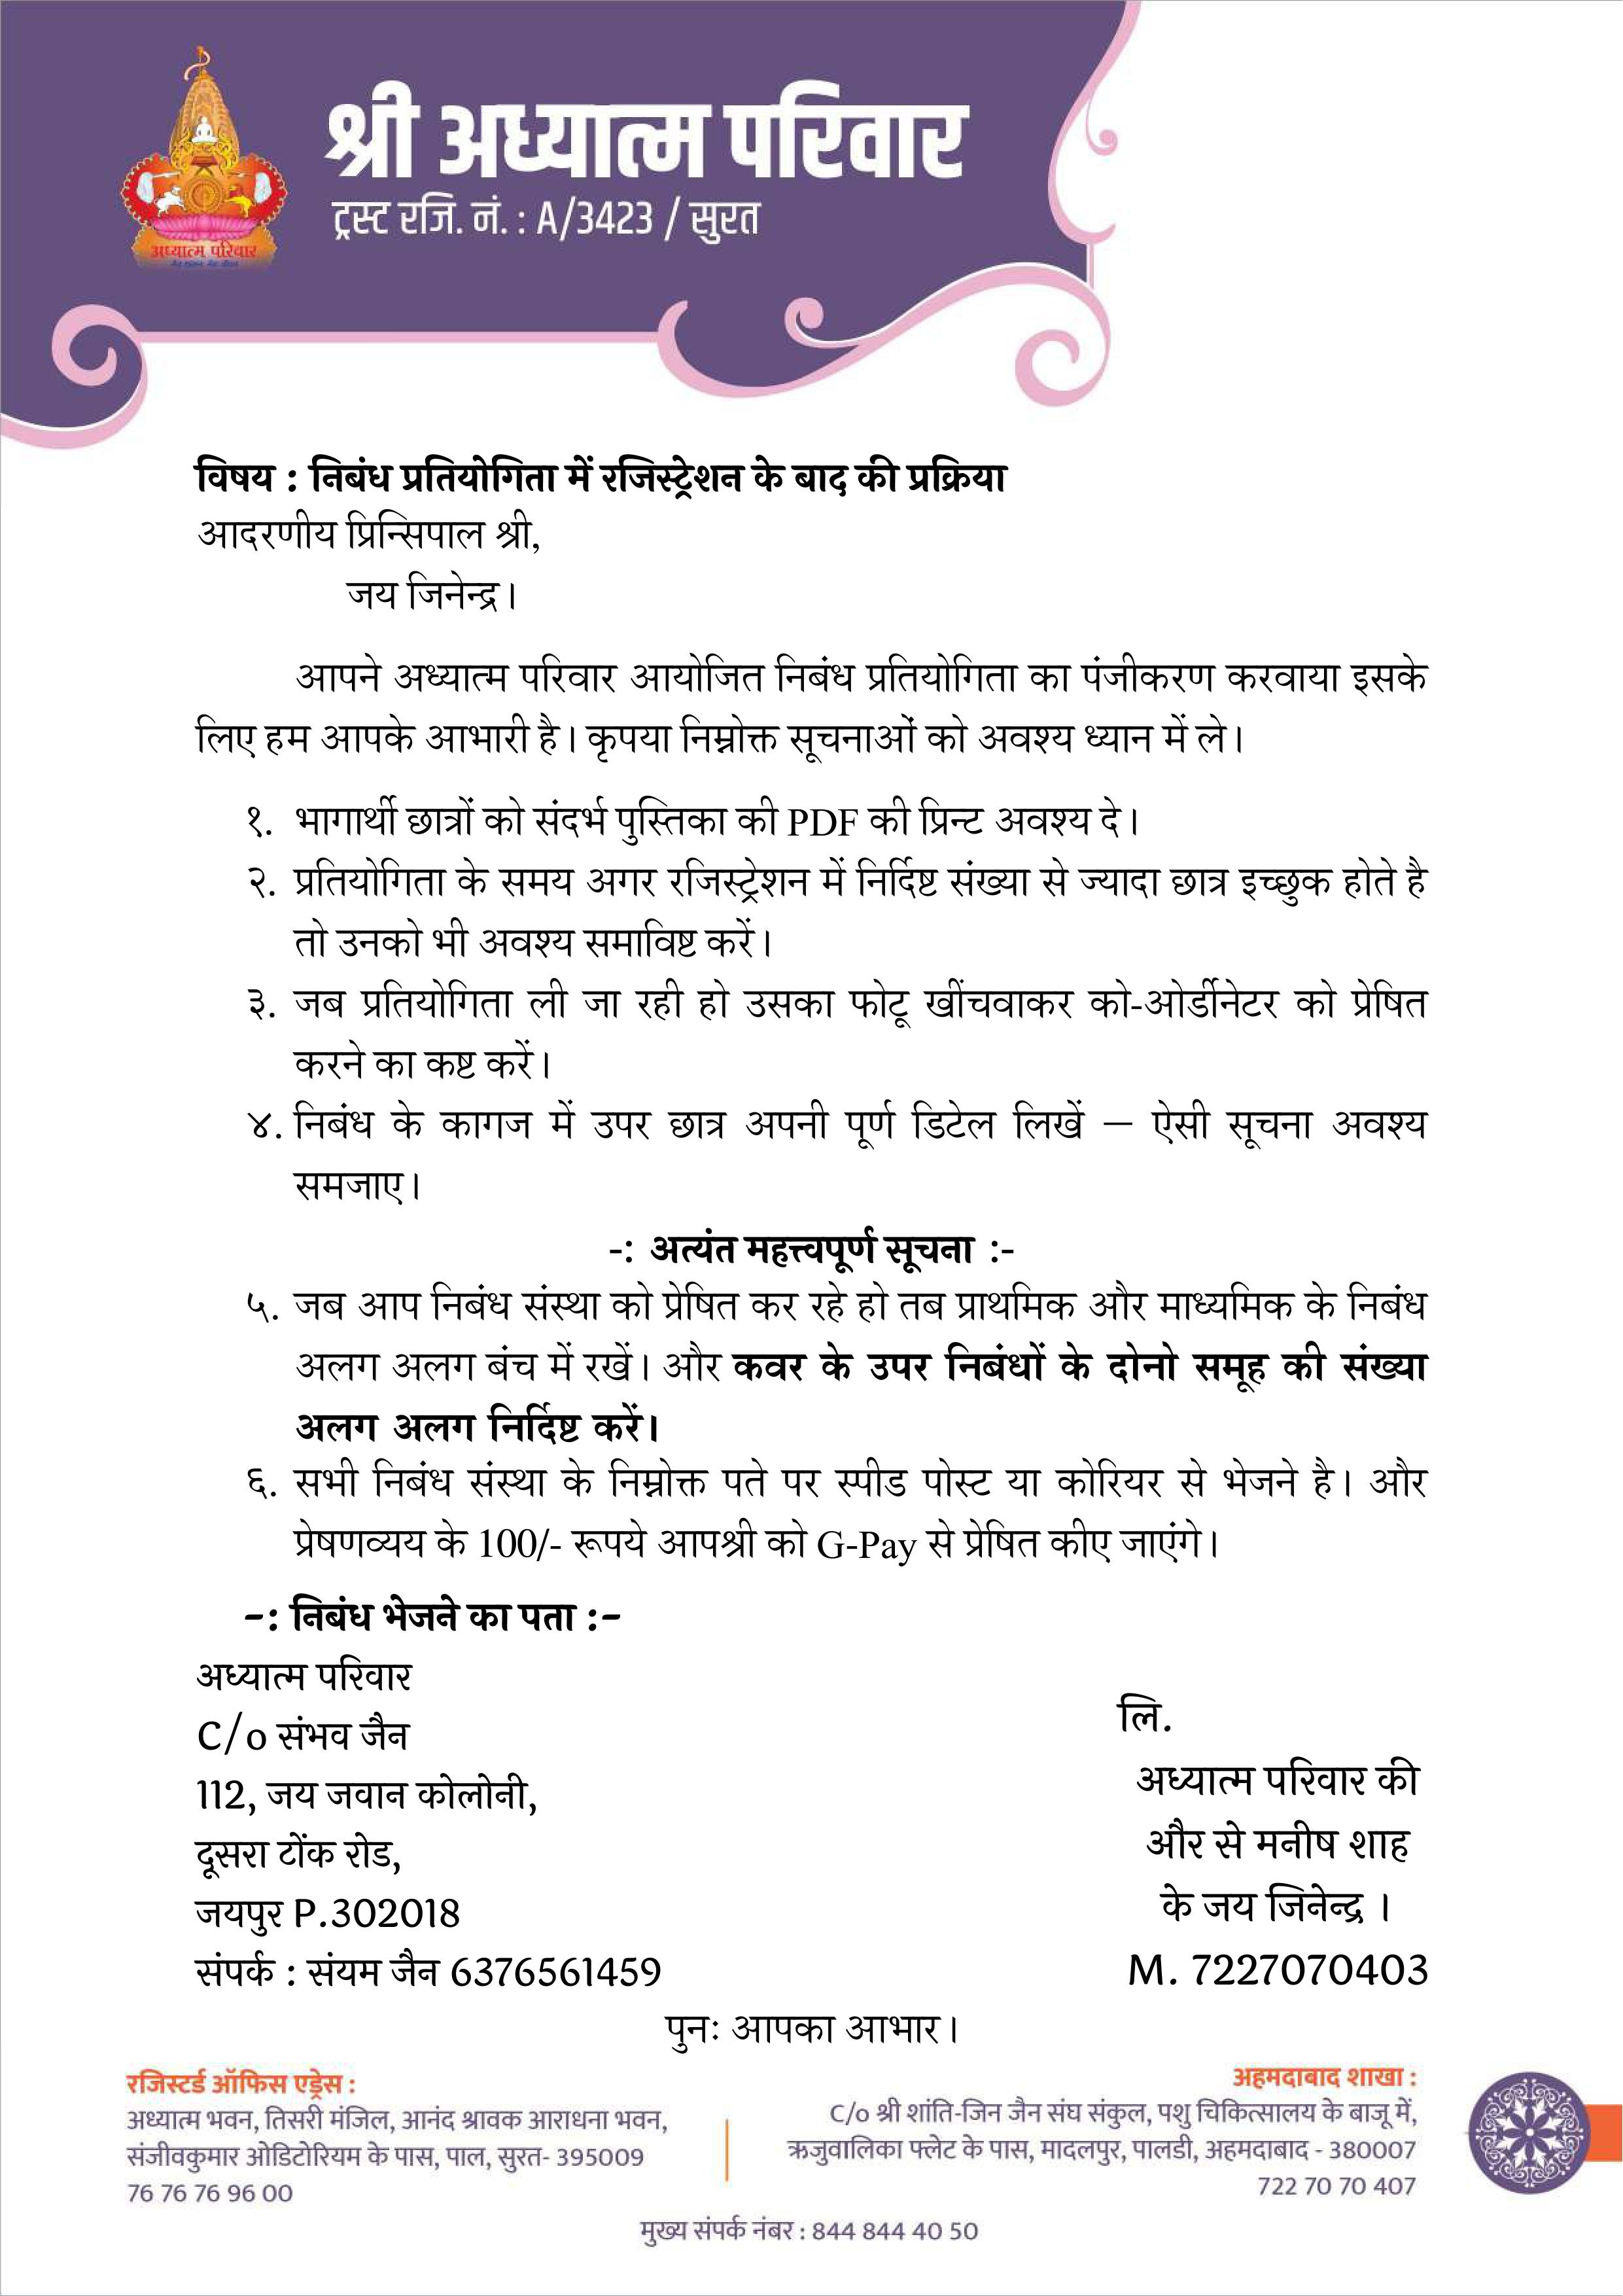 श्री अध्यात्म परिवार
ट्रस्ट रजि. नं. : A/3423 / सुरत
अध्यात्म परिवार
विषय : निबंध प्रतियोगिता में रजिस्ट्रेशन के बाद की प्रक्रिया
आदरणीय प्रिन्सिपाल श्री,
जय जिनेन्द्र।
आपने अध्यात्म परिवार आयोजित निबंध प्रतियोगिता का पंजीकरण करवाया इसके
लिए हम आपके आभारी है। कृपया निम्नोक्त सूचनाओं को अवश्य ध्यान में ले।
१. भागार्थी छात्रों को संदर्भ पुस्तिका की PDF की प्रिन्ट अवश्य दे।
२. प्रतियोगिता के समय अगर रजिस्ट्रेशन में निर्दिष्ट संख्या से ज्यादा छात्र इच्छुक होते है
तो उनको भी अवश्य समाविष्ट करें।
३. जब प्रतियोगिता ली जा रही हो उसका फोटू खींचवाकर को-ओर्डीनेटर को प्रेषित
करने का कष्ट करें।
४. निबंध के कागज में उपर छात्र अपनी पूर्ण डिटेल लिखें – ऐसी सूचना अवश्य
समजाए।
-: अत्यंत महत्त्वपूर्ण सूचना :-
५. जब आप निबंध संस्था को प्रेषित कर रहे हो तब प्राथमिक और माध्यमिक के निबंध
अलग अलग बंच में रखें। और कवर के उपर निबंधों के दोनो समूह की संख्या
अलग अलग निर्दिष्ट करें।
६. सभी निबंध संस्था के निम्नोक्त पते पर स्पीड पोस्ट या कोरियर से भेजने है। और
प्रेषणव्यय के 100/- रूपये आपश्री को G-Pay से प्रेषित कीए जाएंगे।
-: निबंध भेजने का पता :-
अध्यात्म परिवार
C/o संभव जैन
112, जय जवान कोलोनी,
दूसरा टोंक रोड,
जयपुर P.302018
संपर्क : संयम जैन 6376561459
लि.
अध्यात्म परिवार की
और से मनीष शाह
के जय जिनेन्द्र ।
M. 7227070403
पुनः आपका आभार।
रजिस्टर्ड ऑफिस एड्रेस :
अध्यात्म भवन, तिसरी मंजिल, आनंद श्रावक आराधना भवन,
संजीवकुमार ओडिटोरियम के पास, पाल, सुरत- 395009
76 76 76 96 00
अहमदाबाद शाखा :
C/o श्री शांति-जिन जैन संघ संकुल, पशु चिकित्सालय के बाजू में,
ऋजुवालिका फ्लेट के पास, मादलपुर, पालडी, अहमदाबाद - 380007
722 70 70 407
मुख्य संपर्क नंबर : 844 844 40 50